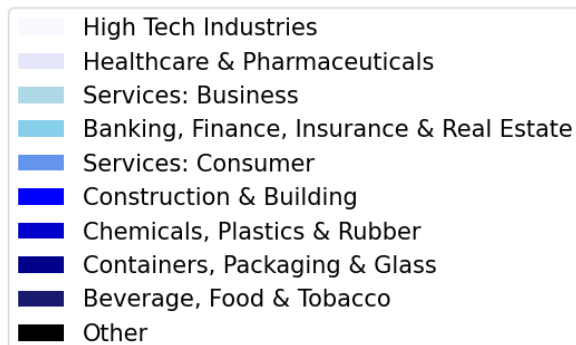 High Tech Industries
Healthcare & Pharmaceuticals
Services: Business
Banking, Finance, Insurance & Real Estate
Services: Consumer
Construction & Building
Chemicals, Plastics & Rubber
Containers, Packaging & Glass
Beverage, Food & Tobacco
Other